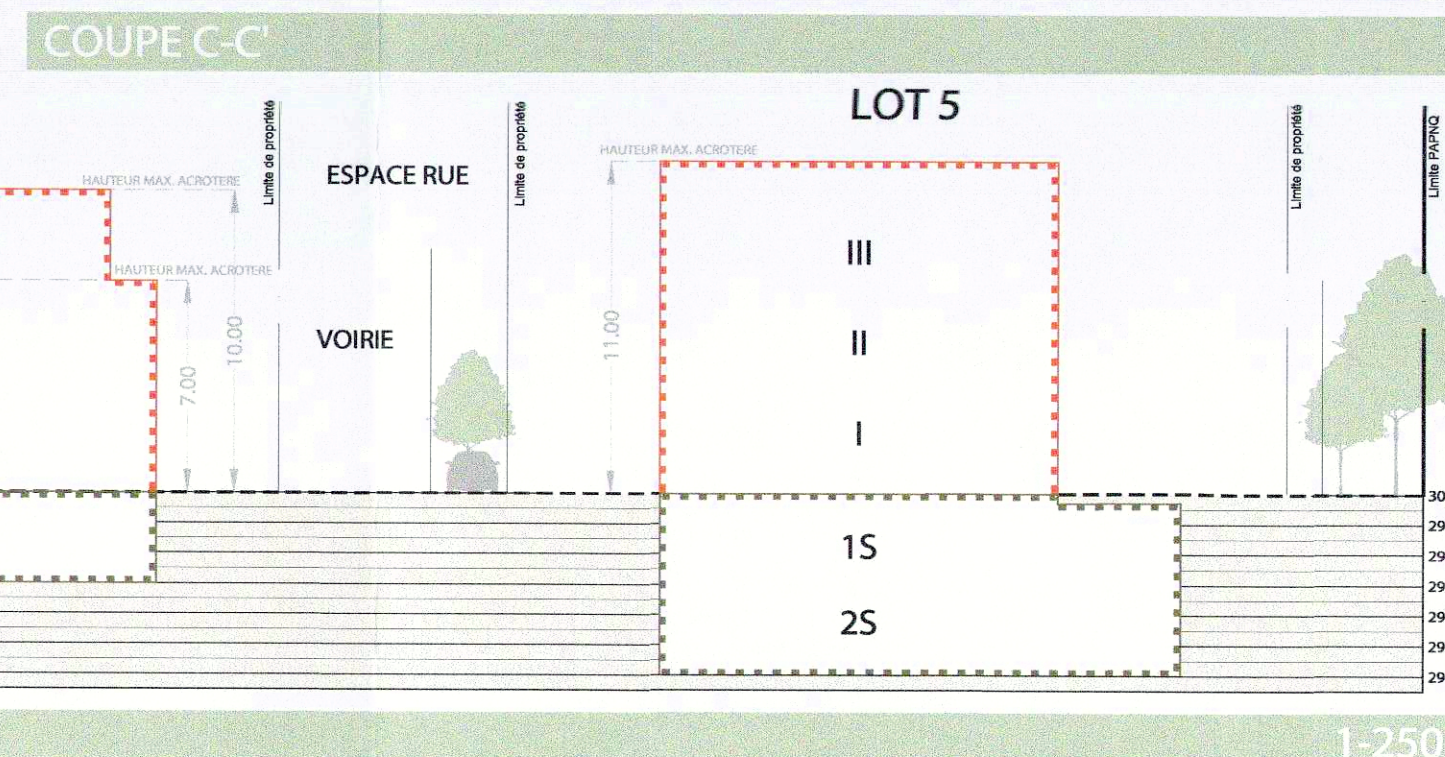 COUPE C-C'
LOT 5
Limite de propriété
Limite de propriété
Limite de propriété
Limite PAPNQ
HAUTEUR MAX. ACROTERE
HAUTEUR MAX. ACROTERE
HAUTEUR MAX. ACROTERE
ESPACE RUE
VOIRIE
7.00
10.00
11.00
III
II
I
1S
2S
30
29
29
29
29
29
29
1-250